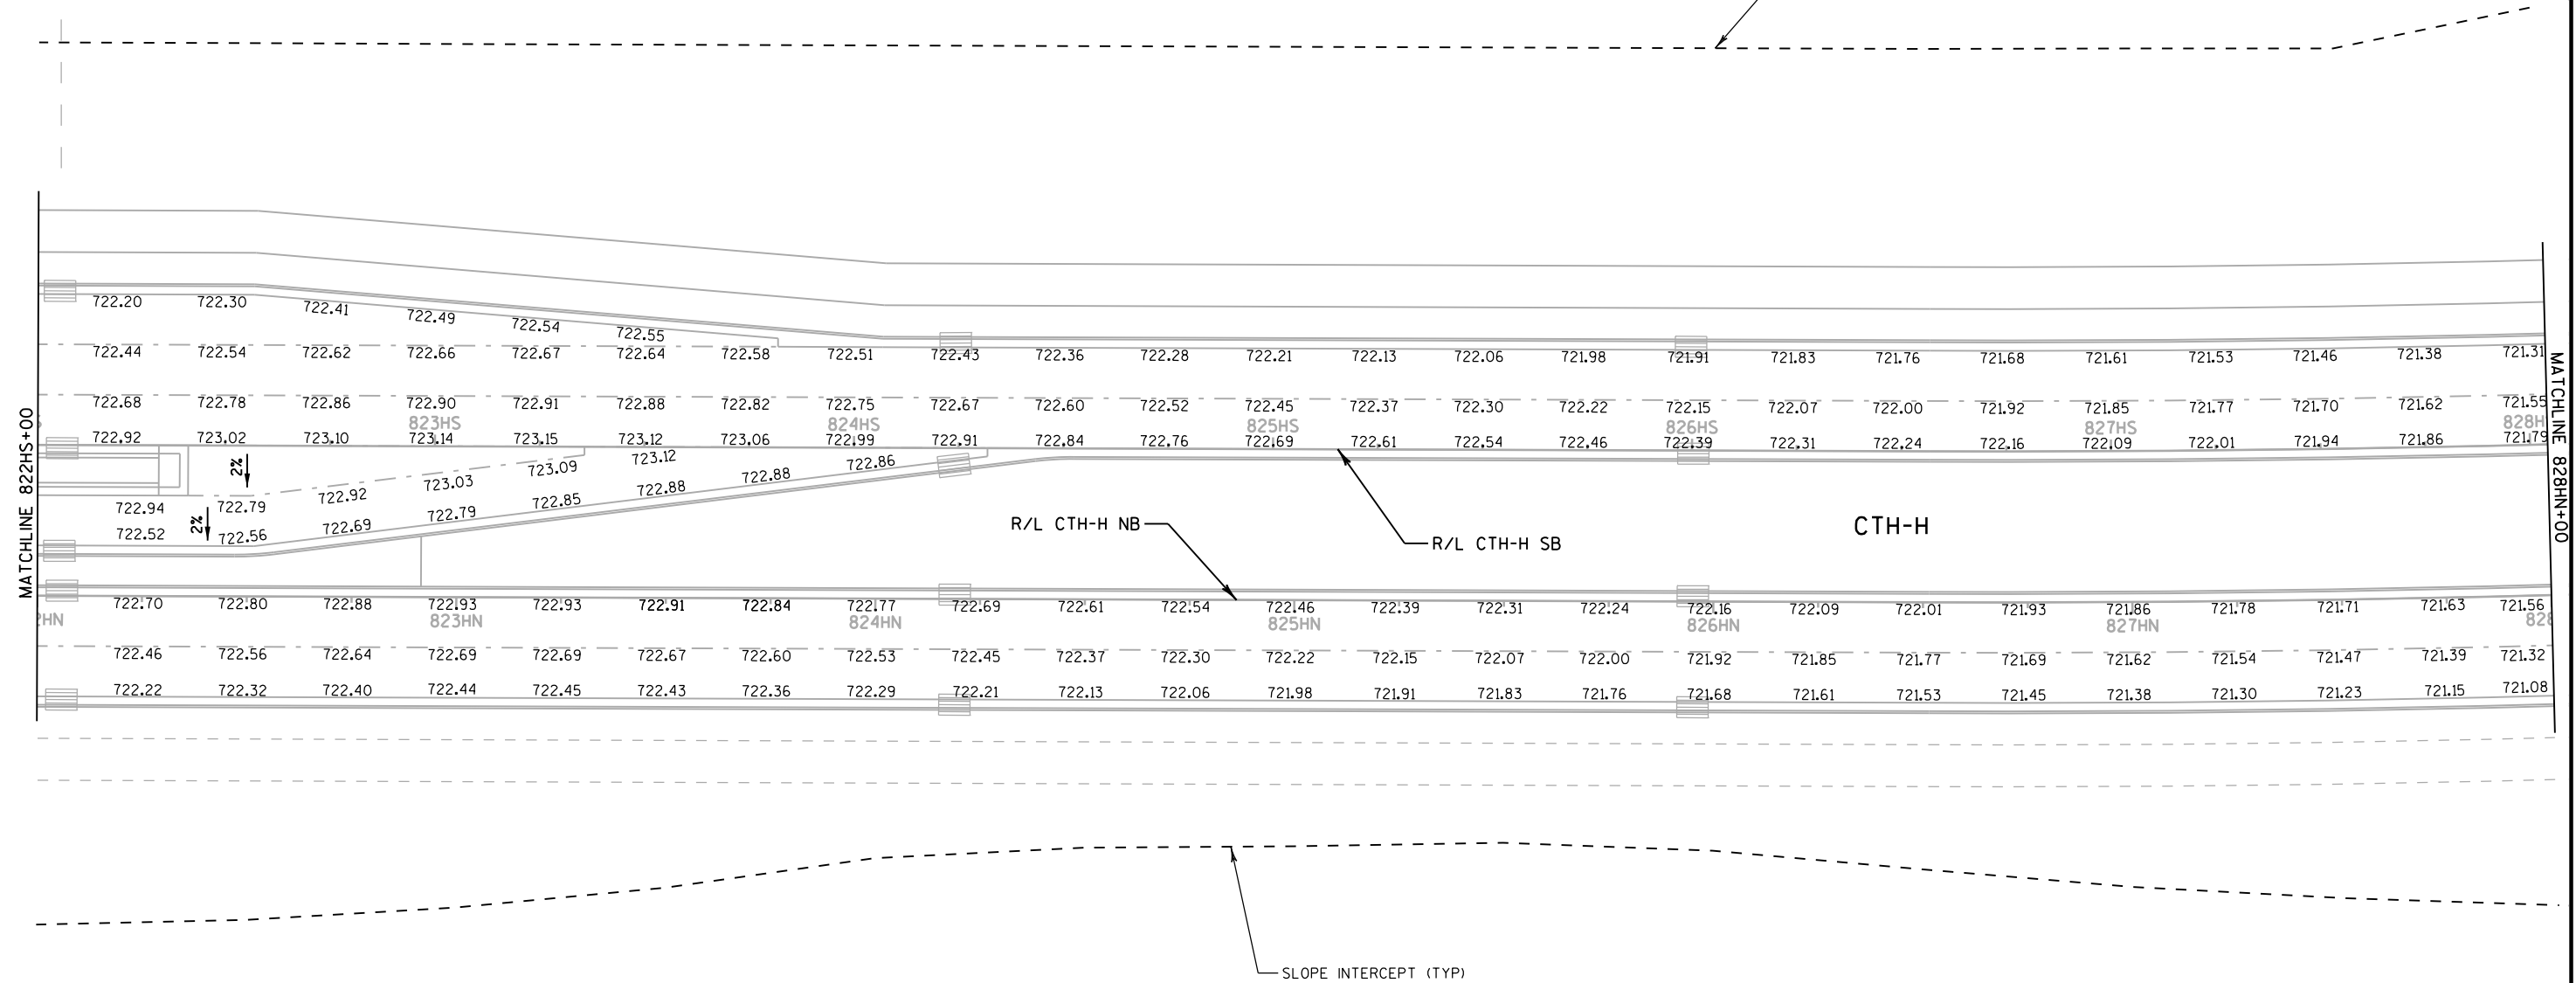 722.20 722.30 722.41 722.49 722.54 722.55
722.44 722.54 722.62 722.66 722.67 722.64 722.58 722.51 722.43 722.36 722.28 722.21 722.13 722.06 721.98 721.91 721.83 721.76 721.68 721.61 721.53 721.46 721.38 721.31
722.68 722.78 722.86 722.90 722.91 722.88 722.82 722.75 722.67 722.60 722.52 722.45 722.37 722.30 722.22 722.15 722.07 722.00 721.92 721.85 721.77 721.70 721.62 721.55
823HS 824HS 825HS 826HS 827HS 828H
722.92 723.02 723.10 723.14 723.15 723.12 723.06 722.99 722.91 722.84 722.76 722.69 722.61 722.54 722.46 722.39 722.31 722.24 722.16 722.09 722.01 721.94 721.86 721.79
MATCHLINE 822HS+00
MATCHLINE 828HN+00
2%
722.94 722.79 722.92 723.03 723.09 723.12
2%
722.52 722.56 722.69 722.79 722.85 722.88 722.88 722.86
R/L CTH-H NB
R/L CTH-H SB
CTH-H
722.70 722.80 722.88 722.93 722.93 722.91 722.84 722.77 722.69 722.61 722.54 722.46 722.39 722.31 722.24 722.16 722.09 722.01 721.93 721.86 721.78 721.71 721.63 721.56
2HN 823HN 824HN 825HN 826HN 827HN 828
722.46 722.56 722.64 722.69 722.69 722.67 722.60 722.53 722.45 722.37 722.30 722.22 722.15 722.07 722.00 721.92 721.85 721.77 721.69 721.62 721.54 721.47 721.39 721.32
722.22 722.32 722.40 722.44 722.45 722.43 722.36 722.29 722.21 722.13 722.06 721.98 721.91 721.83 721.76 721.68 721.61 721.53 721.45 721.38 721.30 721.23 721.15 721.08
SLOPE INTERCEPT (TYP)